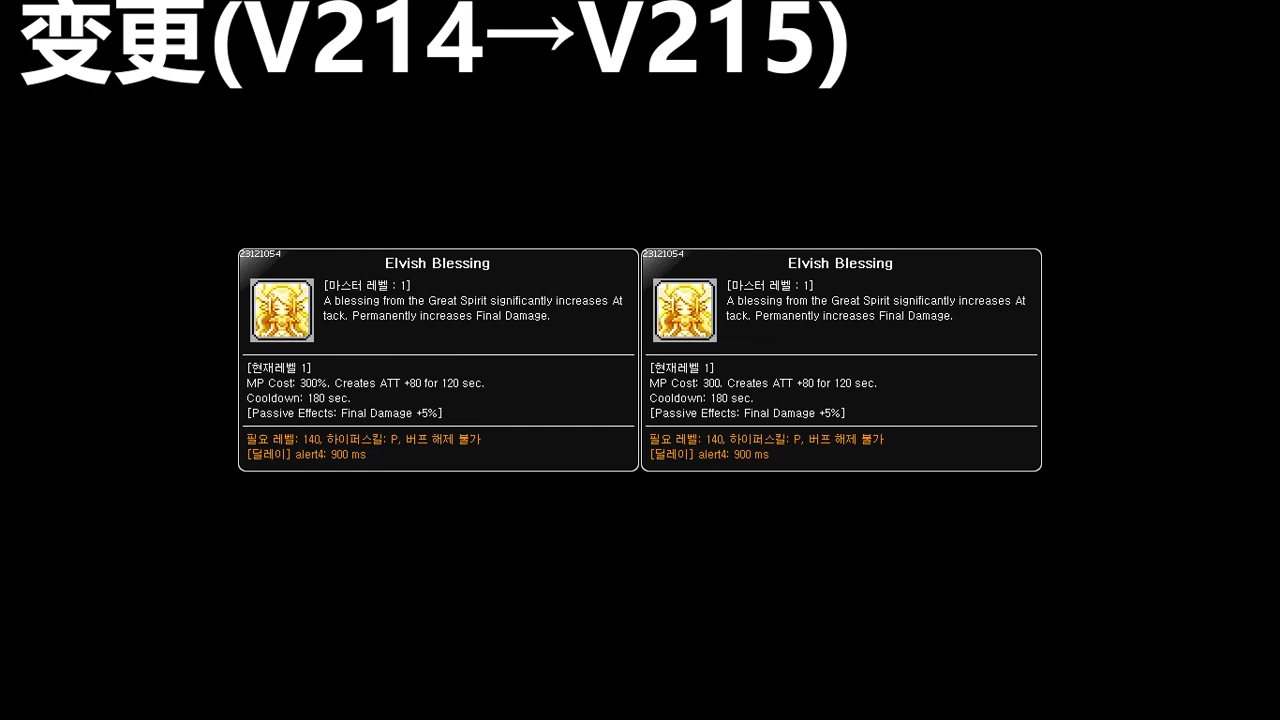 变更(V214→V215)
23121054
Elvish Blessing
[마스터 레벨 : 1]
A blessing from the Great Spirit significantly increases At
tack. Permanently increases Final Damage.
[현재레벨 1]
MP Cost: 300%. Creates ATT +80 for 120 sec.
Cooldown: 180 sec.
[Passive Effects: Final Damage +5%]
필요 레벨: 140, 하이퍼스킬: P, 버프 해제 불가
[딜레이] alert4: 900 ms
23121054
Elvish Blessing
[마스터 레벨 : 1]
A blessing from the Great Spirit significantly increases At
tack. Permanently increases Final Damage.
[현재레벨 1]
MP Cost: 300. Creates ATT +80 for 120 sec.
Cooldown: 180 sec.
[Passive Effects: Final Damage +5%]
필요 레벨: 140, 하이퍼스킬: P, 버프 해제 불가
[딜레이] alert4: 900 ms